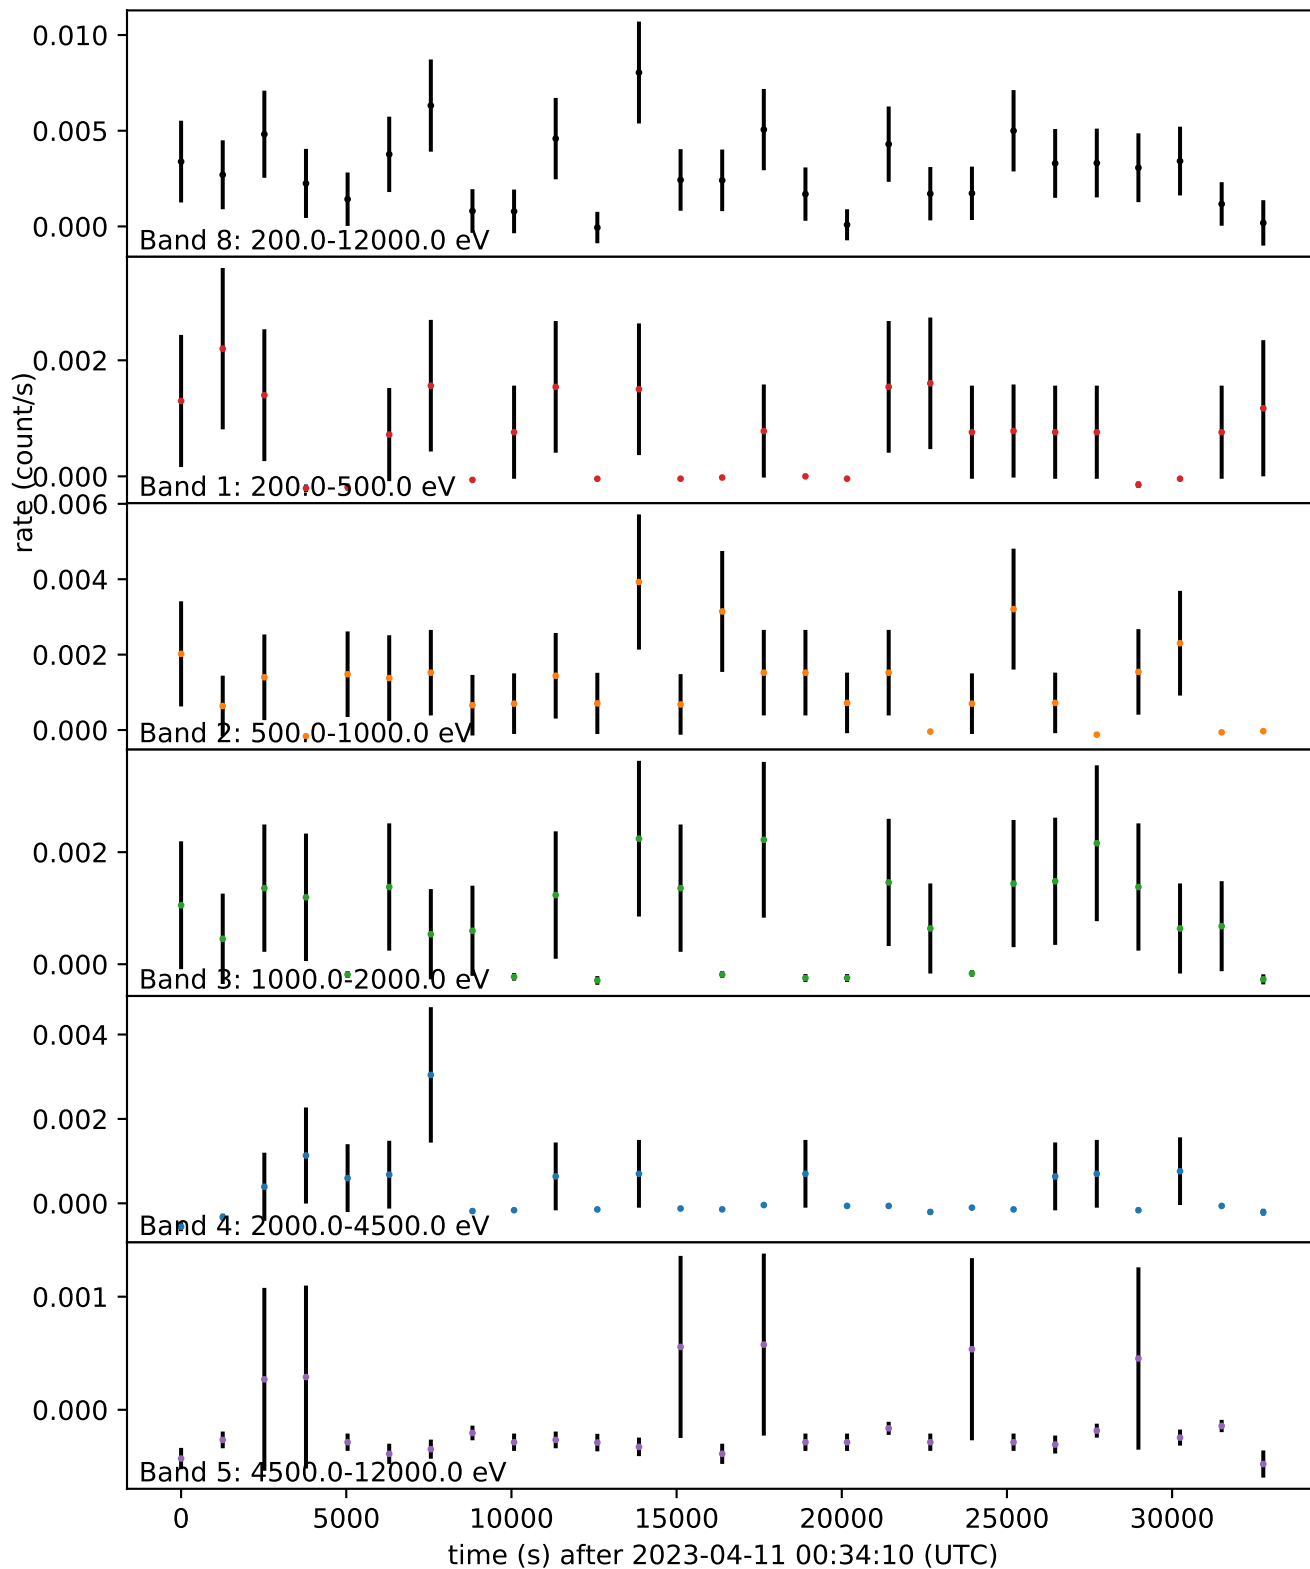 0.010
0.005
0.000
Band 8: 200.0-12000.0 eV
0.002
0.000
Band 1: 200.0-500.0 eV
rate (count/s)
0.006
0.004
0.002
0.000
Band 2: 500.0-1000.0 eV
0.002
0.000
Band 3: 1000.0-2000.0 eV
0.004
0.002
0.000
Band 4: 2000.0-4500.0 eV
0.001
0.000
Band 5: 4500.0-12000.0 eV
0 5000 10000 15000 20000 25000 30000
time (s) after 2023-04-11 00:34:10 (UTC)